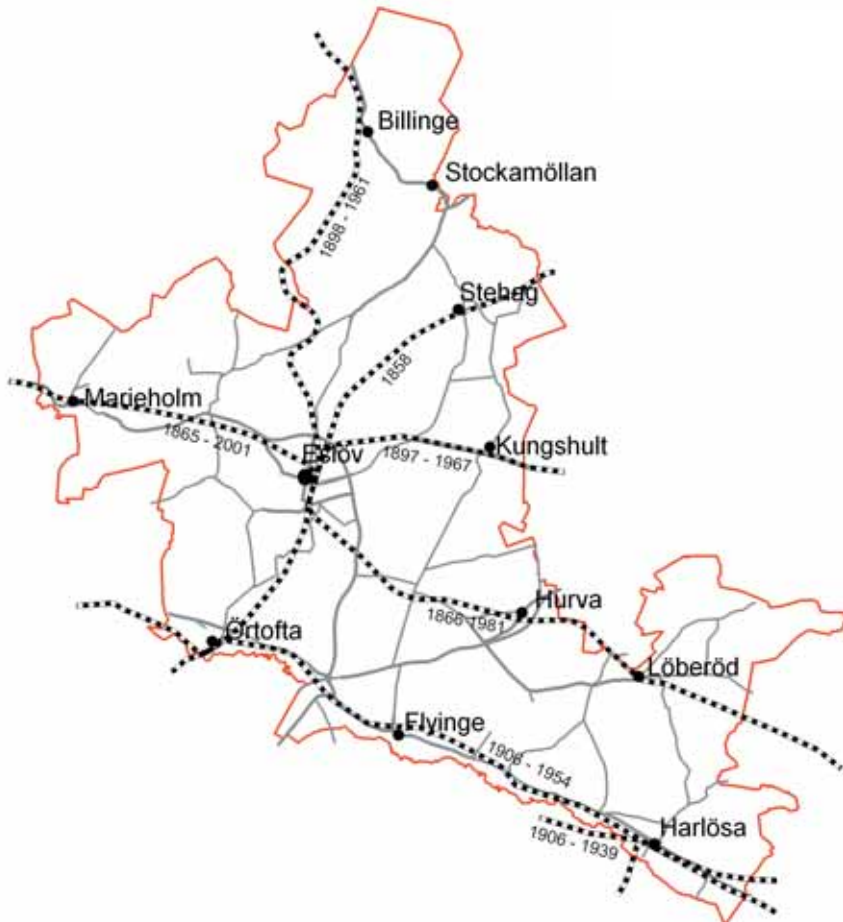 Billinge
Stockamöllan
1898 - 1961
Stehag
1858
Marieholm
1865 - 2001
Eslöv
Kungshult
1897 - 1967
Hurva
1866 1981
Örtofta
Löberöd
Flyinge
1906 - 1954
Harlösa
1906 - 1939